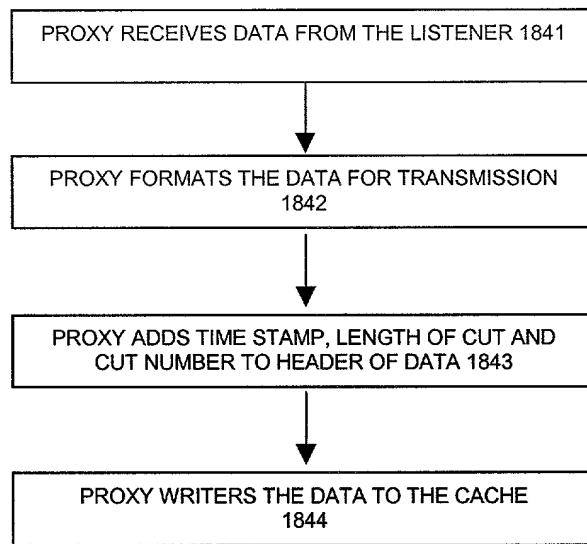 PROXY RECEIVES DATA FROM THE LISTENER 1841
PROXY FORMATS THE DATA FOR TRANSMISSION
1842
PROXY ADDS TIME STAMP, LENGTH OF CUT AND
CUT NUMBER TO HEADER OF DATA 1843
PROXY WRITERS THE DATA TO THE CACHE
1844